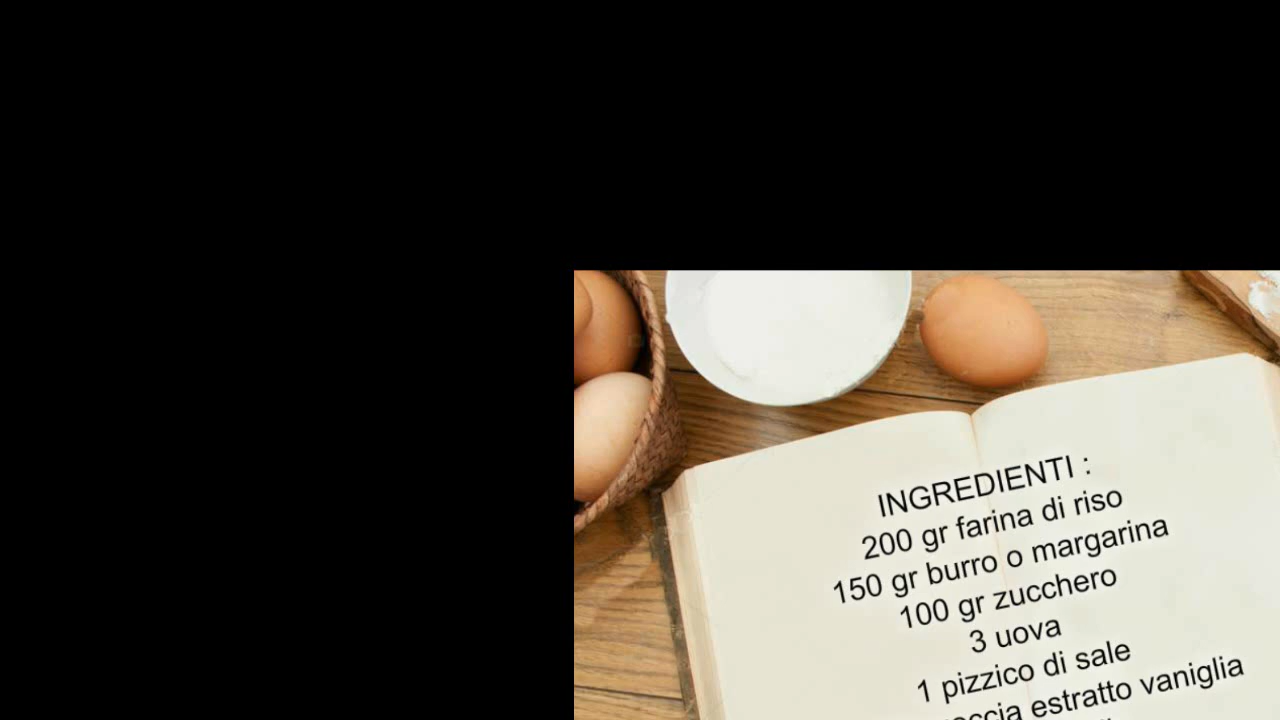 INGREDIENTI :
200 gr farina di riso
150 gr burro o margarina
100 gr zucchero
3 uova
1 pizzico di sale
estratto vaniglia